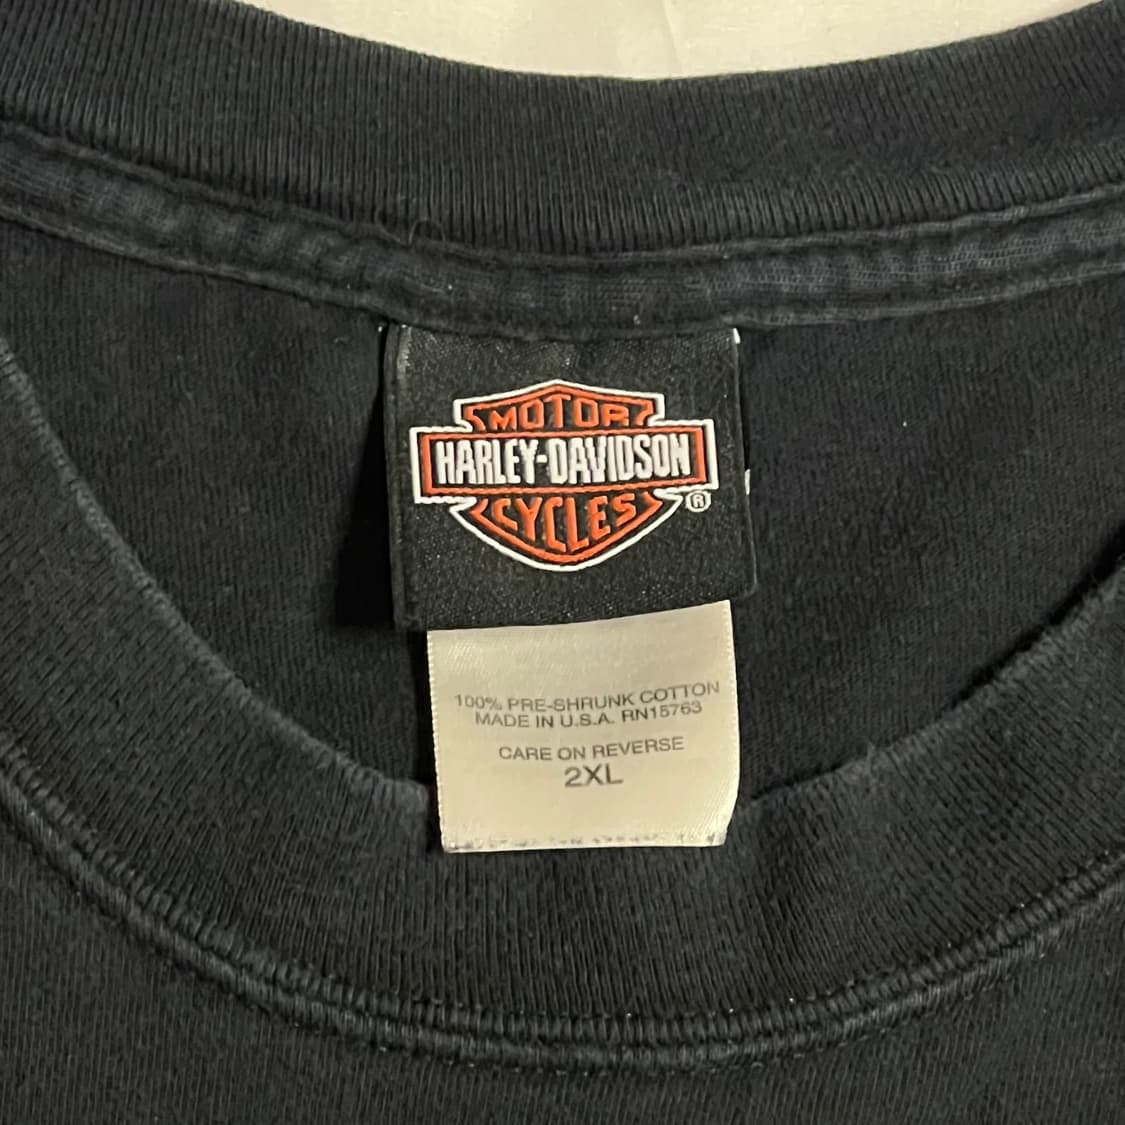 MOTOR
HARLEY-DAVIDSON
CYCLES
®
100% PRE-SHRUNK COTTON
MADE IN U.S.A. RN15763
CARE ON REVERSE
2XL